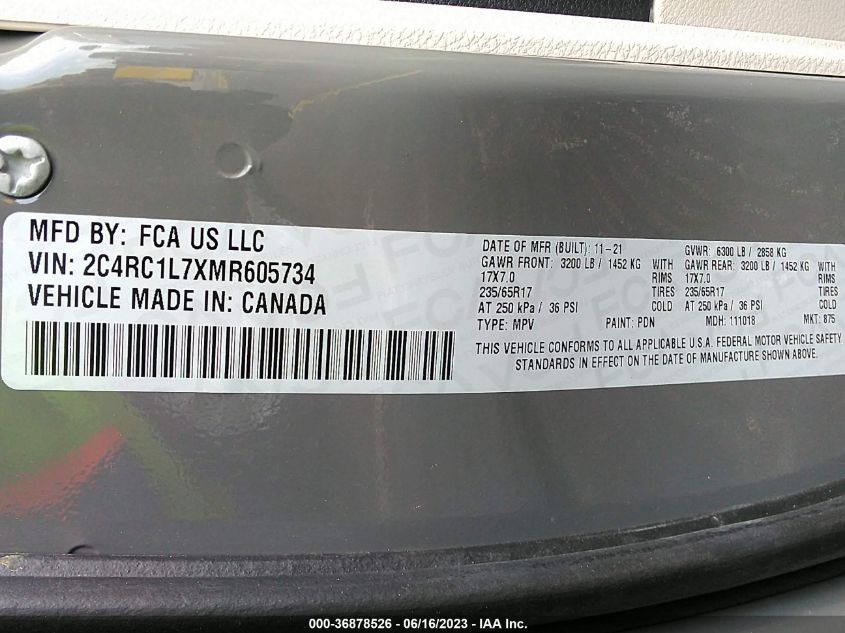 MFD BY: FCA US LLC
VIN: 2C4RC1L7XMR605734
VEHICLE MADE IN: CANADA
DATE OF MFR (BUILT): 11-21
GAWR FRONT: 3200 LB / 1452 KG WITH
17X7.0 RIMS
235/65R17 TIRES
AT 250 kPa / 36 PSI COLD
TYPE: MPV PAINT: PDN
GVWR: 6300 LB / 2858 KG
GAWR REAR: 3200 LB / 1452 KG WITH
17X7.0 RIMS
235/65R17 TIRES
AT 250 kPa / 36 PSI COLD
MDH: 111018 MKT: 875
THIS VEHICLE CONFORMS TO ALL APPLICABLE U.S.A. FEDERAL MOTOR VEHICLE SAFETY
STANDARDS IN EFFECT ON THE DATE OF MANUFACTURE SHOWN ABOVE.
000-36878526 - 06/16/2023 - © IAA Inc.